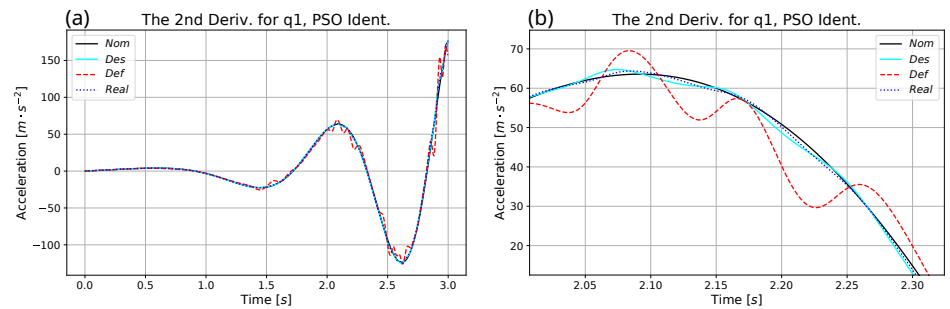 (a)
The 2nd Deriv. for q1, PSO Ident.
Nom
Des
Def
Real
Acceleration [m · s⁻²]
150
100
50
0
−50
−100
0.0 0.5 1.0 1.5 2.0 2.5 3.0
Time [s]
(b)
The 2nd Deriv. for q1, PSO Ident.
Nom
Des
Def
Real
Acceleration [m · s⁻²]
70
60
50
40
30
20
2.05 2.10 2.15 2.20 2.25 2.30
Time [s]